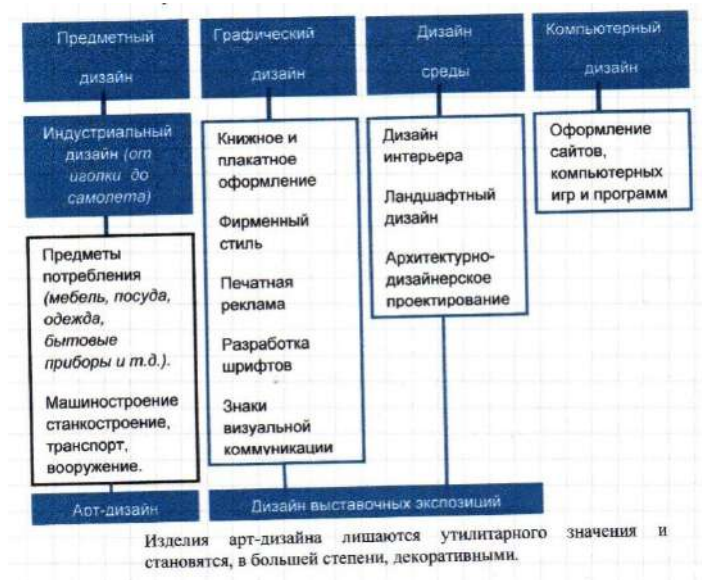 Предметный
дизайн
Индустриальный
дизайн (от
иголки до
самолета)
Предметы
потребления
(мебель, посуда,
одежда,
бытовые
приборы и т.д.).
Машиностроение
станкостроение,
транспорт,
вооружение.
Арт-дизайн
Графический
дизайн
Книжное и
плакатное
оформление
Фирменный
стиль
Печатная
реклама
Разработка
шрифтов
Знаки
визуальной
коммуникации
Дизайн
среды
Дизайн
интерьера
Ландшафтный
дизайн
Архитектурно-
дизайнерское
проектирование
Дизайн выставочных экспозиций
Компьютерный
дизайн
Оформление
сайтов,
компьютерных
игр и программ
Изделия арт-дизайна лишаются утилитарного значения и
становятся, в большей степени, декоративными.